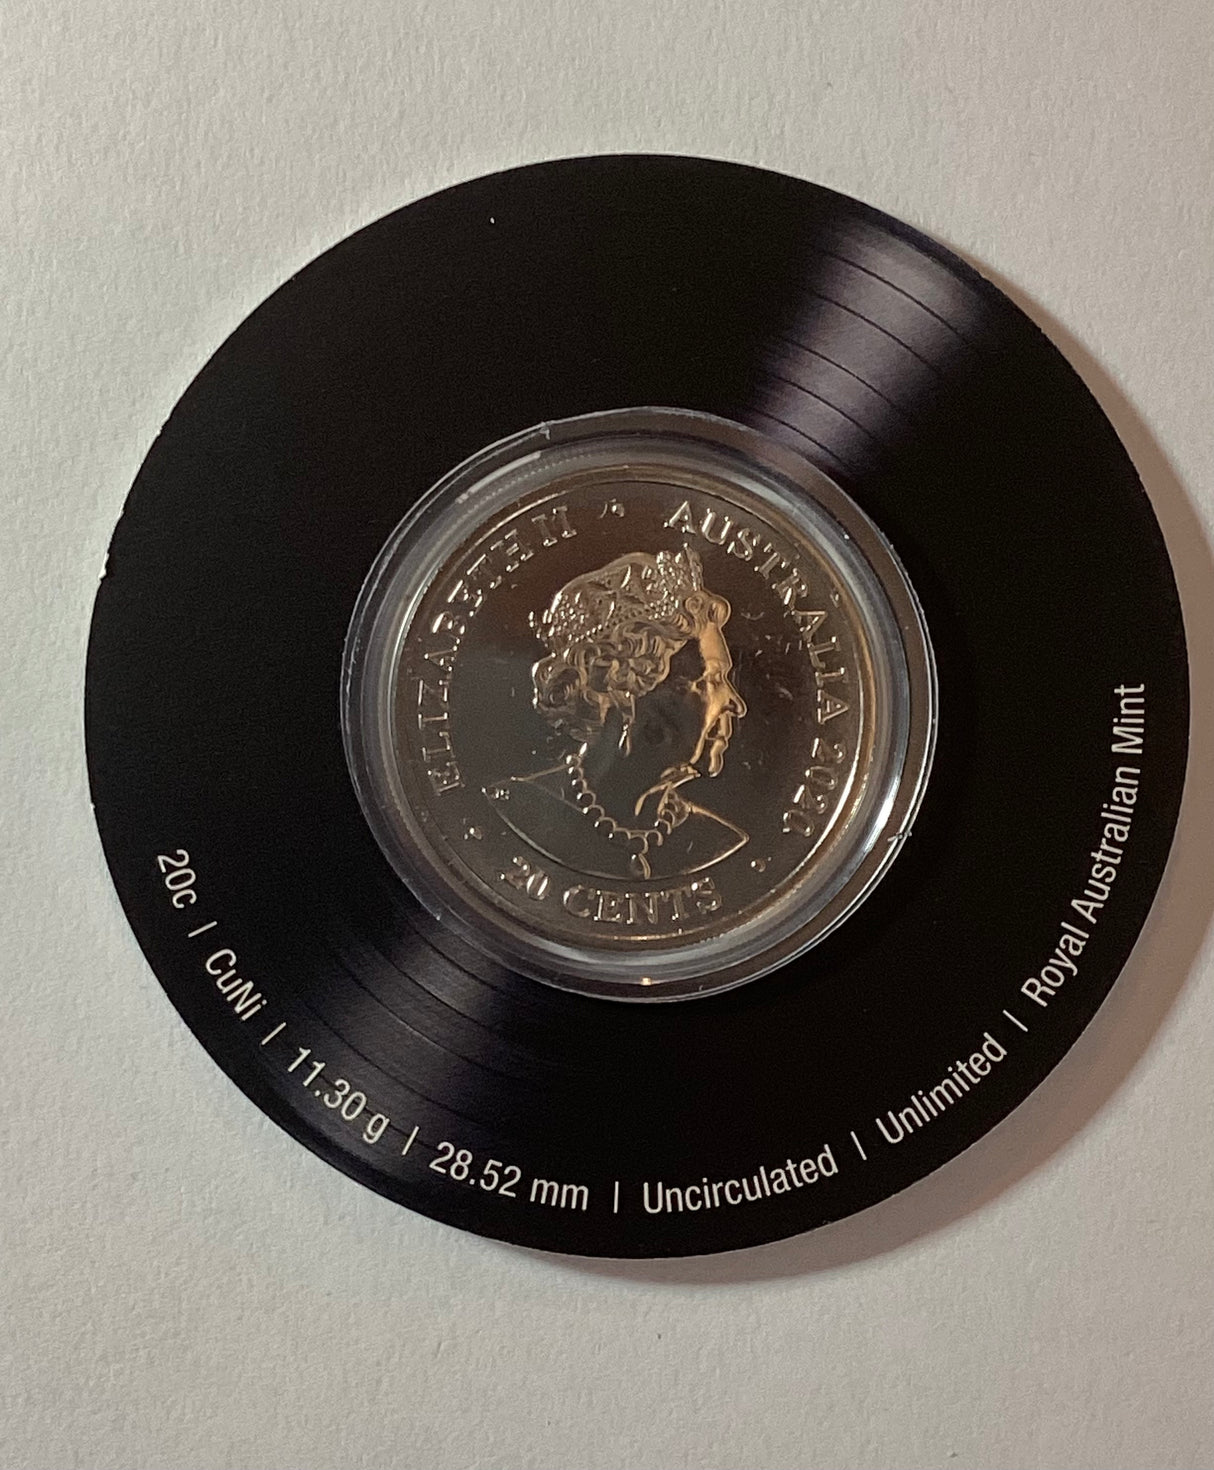 ELIZABETH II
AUSTRALIA 2020
20 CENTS
20c | CuNi | 11.30 g | 28.52 mm | Uncirculated | Unlimited | Royal Australian Mint